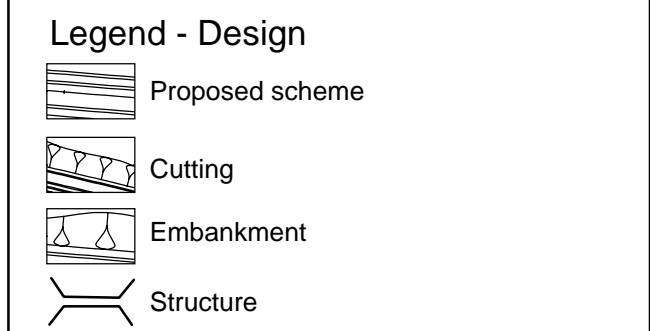 Legend - Design
Proposed scheme
Cutting
Embankment
Structure